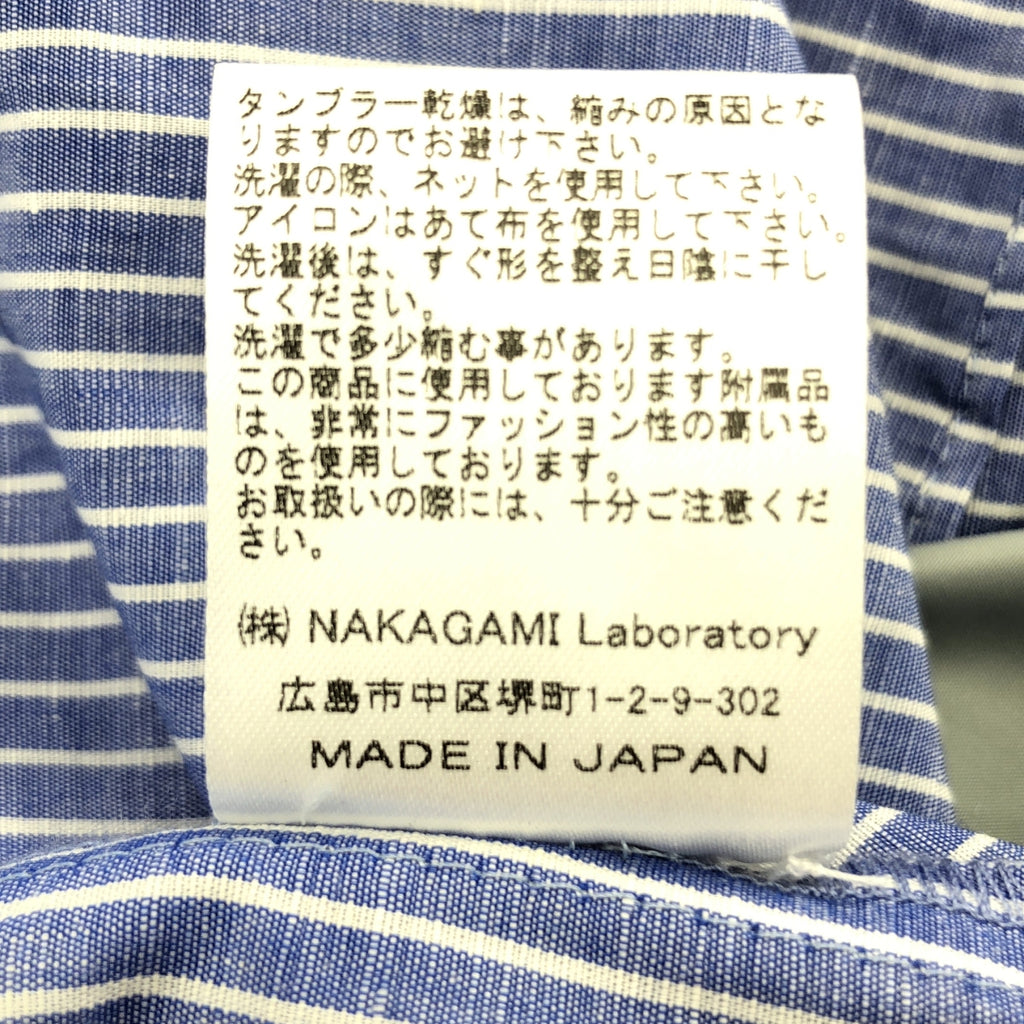 タンブラー乾燥は、縮みの原因とな
りますのでお避け下さい。
洗濯の際、ネットを使用して下さい。
アイロンはあて布を使用して下さい。
洗濯後は、すぐ形を整え日陰に干し
てください。
洗濯で多少縮む事があります。
この商品に使用しております附属品
は、非常にファッション性の高いも
のを使用しております。
お取扱いの際には、十分ご注意くだ
さい。
㈱ NAKAGAMI Laboratory
広島市中区堺町1-2-9-302
MADE IN JAPAN